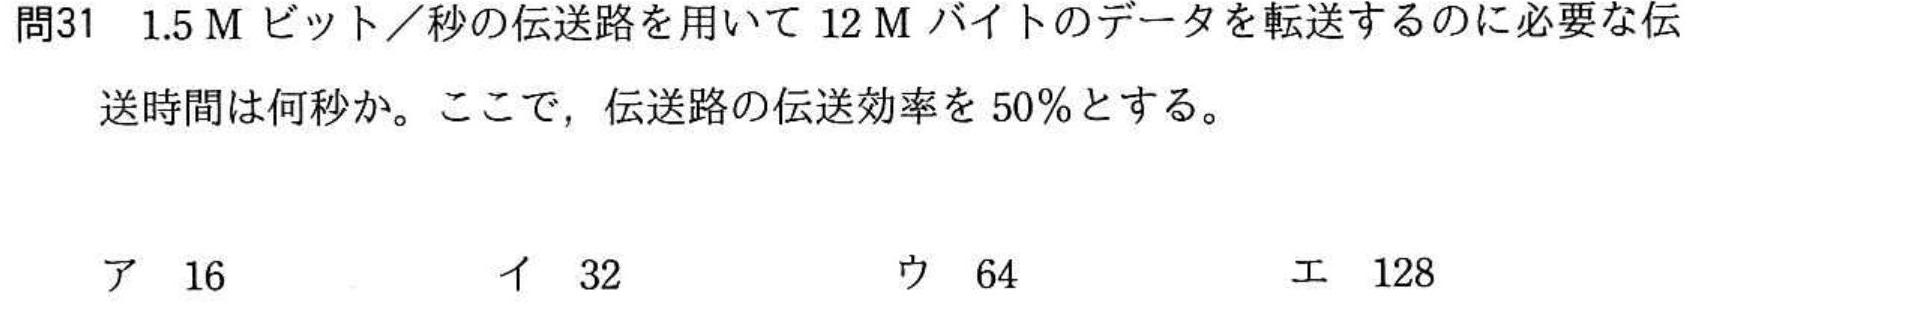 問31 1.5 M ビット／秒の伝送路を用いて 12 M バイトのデータを転送するのに必要な伝
送時間は何秒か。ここで，伝送路の伝送効率を 50％とする。
ア 16 イ 32 ウ 64 エ 128